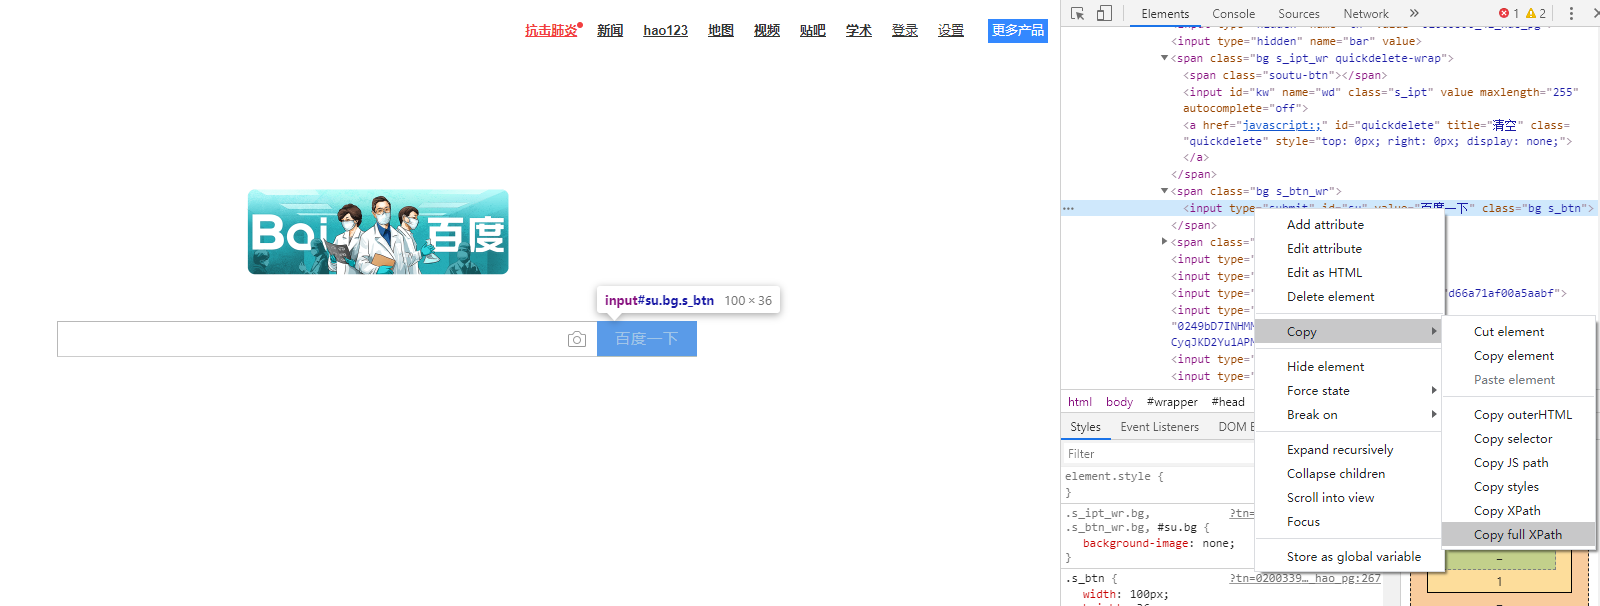 抗击肺炎 新闻 hao123 地图 视频 贴吧 学术 登录 设置 更多产品
Bai 百度
input#su.bg.s_btn 100 × 36
百度一下
Elements Console Sources Network » 1 2
<input type="hidden" name="bar" value>
<span class="bg s_ipt_wr quickdelete-wrap">
<span class="soutu-btn"></span>
<input id="kw" name="wd" class="s_ipt" value maxlength="255"
autocomplete="off">
<a href="javascript:;" id="quickdelete" title="清空" class=
"quickdelete" style="top: 0px; right: 0px; display: none;">
</a>
</span>
<span class="bg s_btn_wr">
<input type="submit" id="su" value="百度一下" class="bg s_btn">
</span>
<span class=
<input type=
<input type=
<input type= "d66a71af00a5aabf">
<input type=
"0249bD7INHMM
CyqJKD2Yu1APM
<input type=
<input type=
html body #wrapper #head
Styles Event Listeners DOM
Filter
element.style {
}
.s_ipt_wr.bg, ?tn=
.s_btn_wr.bg, #su.bg {
background-image: none;
}
.s_btn { ?tn=0200339…_hao_pg:267
width: 100px;
Add attribute
Edit attribute
Edit as HTML
Delete element
Copy
Hide element
Force state
Break on
Expand recursively
Collapse children
Scroll into view
Focus
Store as global variable
Cut element
Copy element
Paste element
Copy outerHTML
Copy selector
Copy JS path
Copy styles
Copy XPath
Copy full XPath
–
1